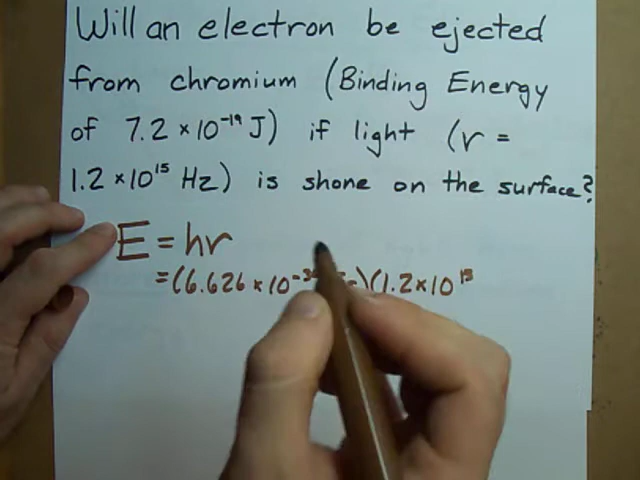 Will an electron be ejected
from chromium (Binding Energy
of 7.2 × 10⁻¹⁹ J) if light (ν =
1.2 × 10¹⁵ Hz) is shone on the surface?
E = hν
= (6.626 × 10 )(1.2 × 10¹⁵